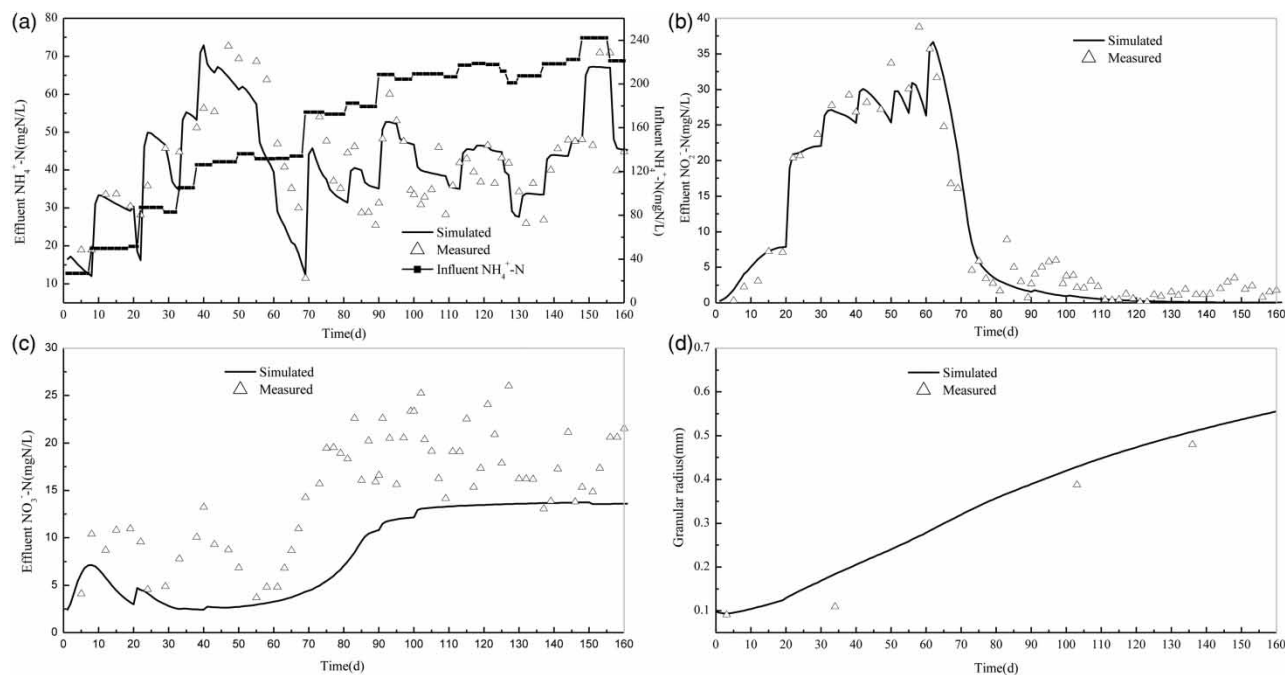 (a)
80
70
60
50
40
30
20
10
Effluent NH4+-N(mgN/L)
240
200
160
120
80
40
0
Influent NH4+-N(mgN/L)
Simulated
Measured
Influent NH4+-N
0 10 20 30 40 50 60 70 80 90 100 110 120 130 140 150 160
Time(d)
(b)
40
35
30
25
20
15
10
5
0
Effluent NO2--N(mgN/L)
Simulated
Measured
0 10 20 30 40 50 60 70 80 90 100 110 120 130 140 150 160
Time(d)
(c)
30
25
20
15
10
5
0
Effluent NO3--N(mgN/L)
Simulated
Measured
0 10 20 30 40 50 60 70 80 90 100 110 120 130 140 150 160
Time(d)
(d)
0.7
0.6
0.5
0.4
0.3
0.2
0.1
Granular radius(mm)
Simulated
Measured
0 10 20 30 40 50 60 70 80 90 100 110 120 130 140 150 160
Time(d)